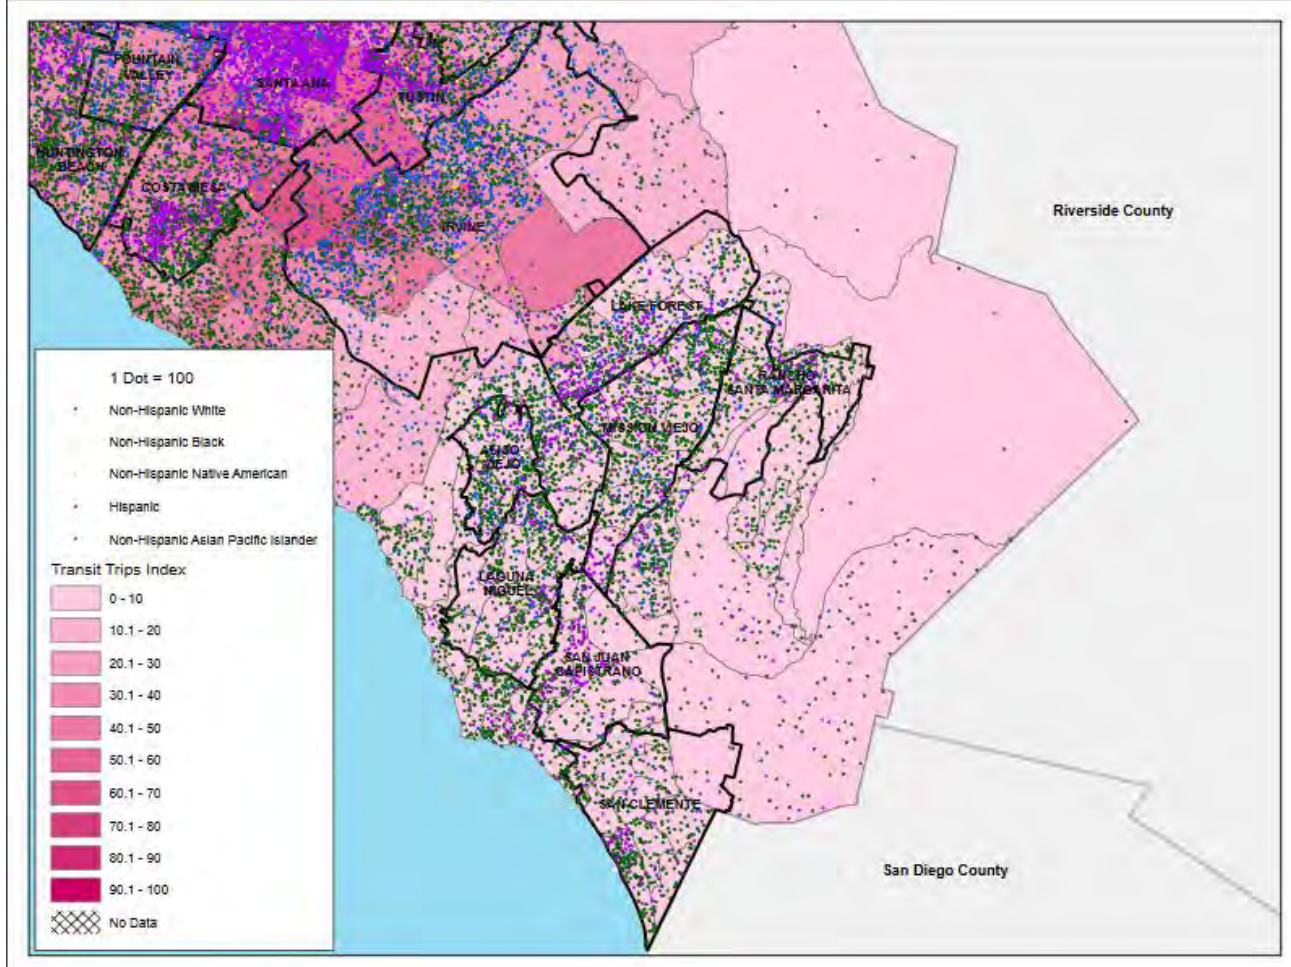 FOUNTAIN
VALLEY
SANTA ANA
TUSTIN
HUNTINGTON
BEACH
COSTA MESA
IRVINE
Riverside County
LAKE FOREST
RANCHO
SANTA MARGARITA
MISSION VIEJO
ALISO
VIEJO
LAGUNA
NIGUEL
SAN JUAN
CAPISTRANO
SAN CLEMENTE
San Diego County
1 Dot = 100
Non-Hispanic White
Non-Hispanic Black
Non-Hispanic Native American
Hispanic
Non-Hispanic Asian Pacific Islander
Transit Trips Index
0 - 10
10.1 - 20
20.1 - 30
30.1 - 40
40.1 - 50
50.1 - 60
60.1 - 70
70.1 - 80
80.1 - 90
90.1 - 100
No Data